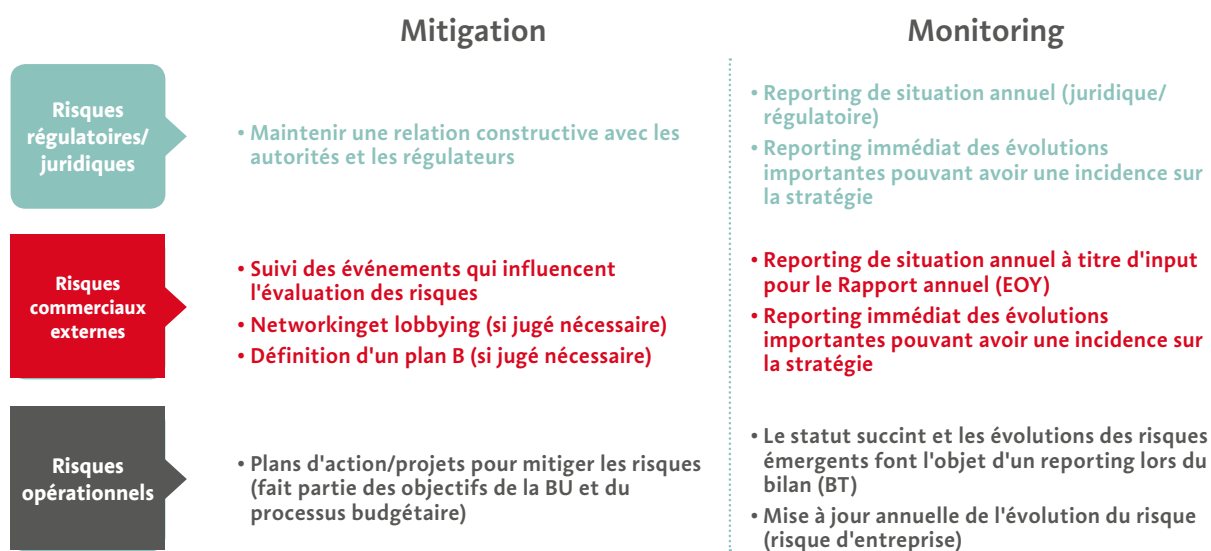 Mitigation
Monitoring
Risques
régulatoires/
juridiques
• Maintenir une relation constructive avec les
autorités et les régulateurs
• Reporting de situation annuel (juridique/
régulatoire)
• Reporting immédiat des évolutions
importantes pouvant avoir une incidence sur
la stratégie
Risques
commerciaux
externes
• Suivi des événements qui influencent
l'évaluation des risques
• Networkinget lobbying (si jugé nécessaire)
• Définition d'un plan B (si jugé nécessaire)
• Reporting de situation annuel à titre d'input
pour le Rapport annuel (EOY)
• Reporting immédiat des évolutions
importantes pouvant avoir une incidence sur
la stratégie
Risques
opérationnels
• Plans d'action/projets pour mitiger les risques
(fait partie des objectifs de la BU et du
processus budgétaire)
• Le statut succint et les évolutions des risques
émergents font l'objet d'un reporting lors du
bilan (BT)
• Mise à jour annuelle de l'évolution du risque
(risque d'entreprise)